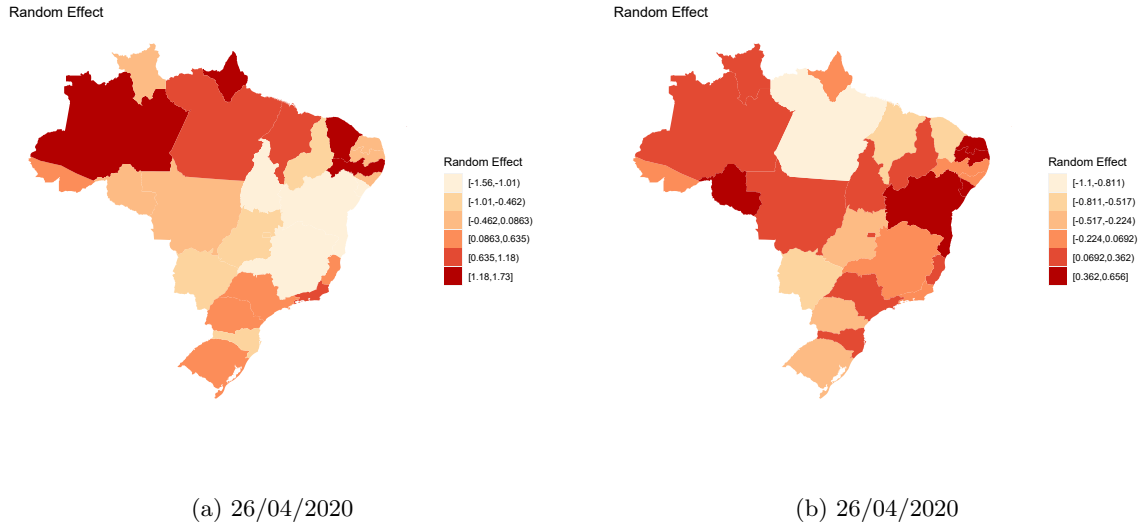 Random Effect
Random Effect
[-1.56,-1.01)
[-1.01,-0.462)
[-0.462,0.0863)
[0.0863,0.635)
[0.635,1.18)
[1.18,1.73]
(a) 26/04/2020
Random Effect
Random Effect
[-1.1,-0.811)
[-0.811,-0.517)
[-0.517,-0.224)
[-0.224,0.0692)
[0.0692,0.362)
[0.362,0.656]
(b) 26/04/2020